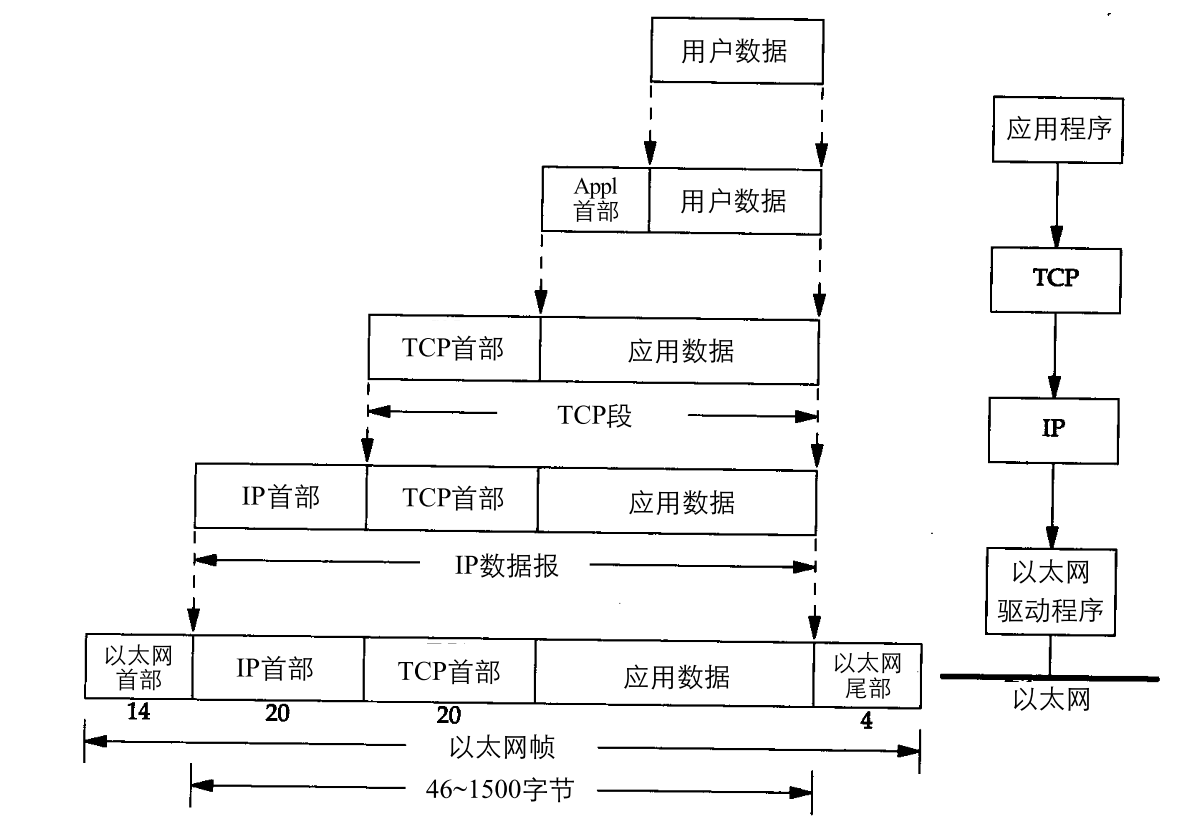 用户数据
应用程序
Appl
首部
用户数据
TCP
TCP首部
应用数据
TCP段
IP
IP首部
TCP首部
应用数据
IP数据报
以太网
驱动程序
以太网
首部
IP首部
TCP首部
应用数据
以太网
尾部
以太网
14
20
20
4
以太网帧
46~1500字节